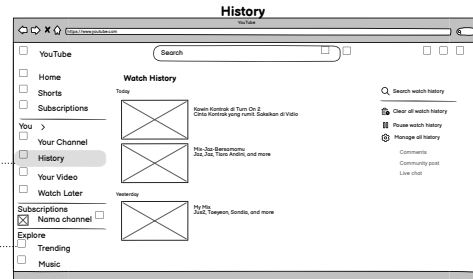 History
YouTube
https://www.youtube.com
YouTube
Search
Home
Shorts
Subscriptions
You >
Your Channel
History
Your Video
Watch Later
Subscriptions
Nama channel
Explore
Trending
Music
Watch History
Today
Kawin Kontrak di Turn On 2
Cinta Kontrak yang rumit. Saksikan di Vidio
Mix-Jaz-Bersamamu
Jaz, Jaz, Tiara Andini, and more
Yesterday
My Mix
Jus2, Taeyeon, Sondia, and more
Search watch history
Clear all watch history
Pause watch history
Manage all history
Comments
Community post
Live chat